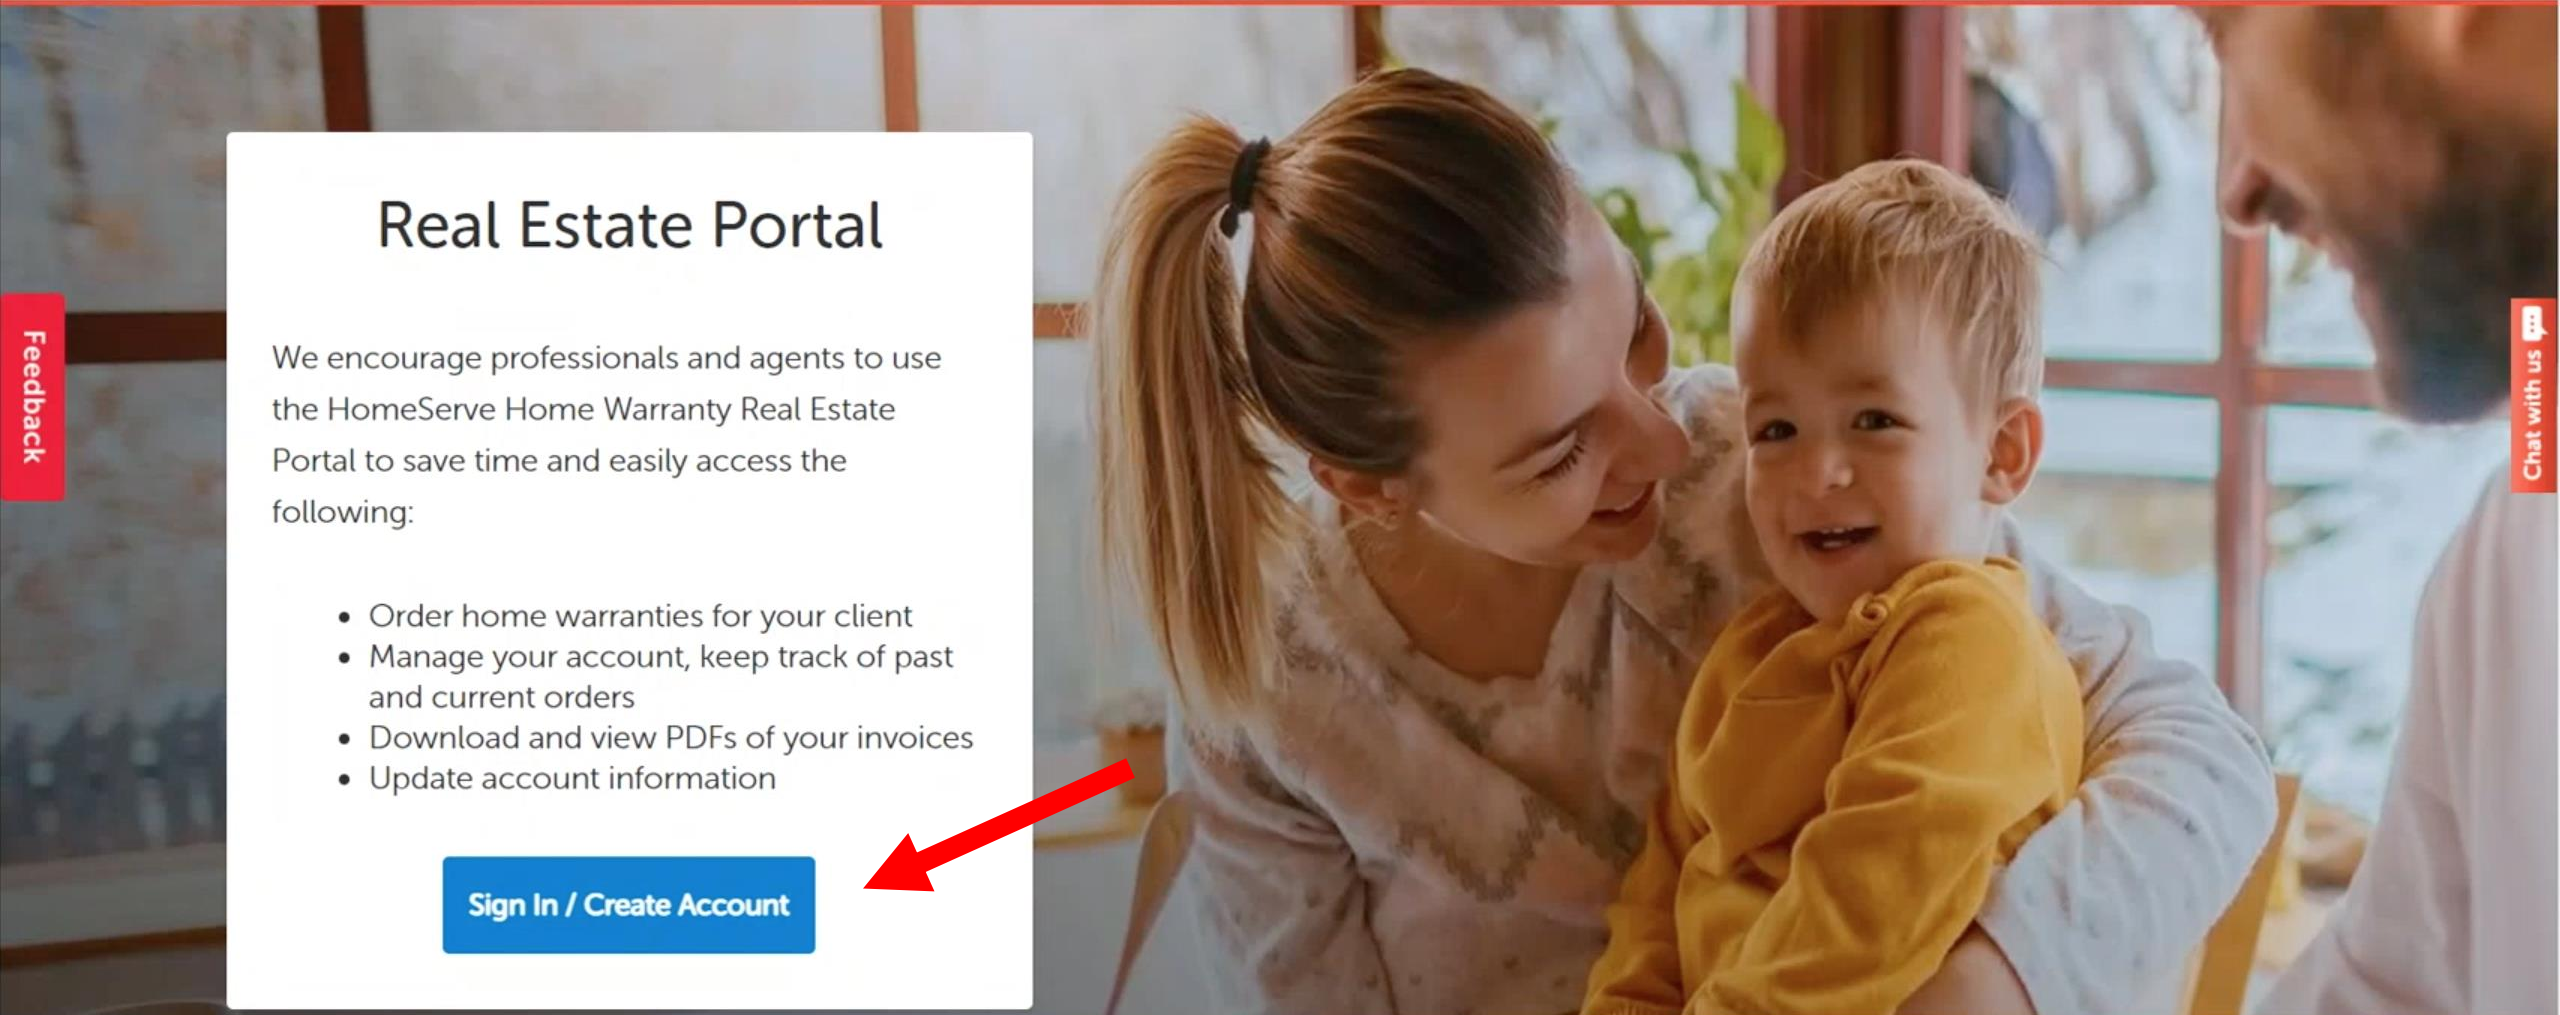 Real Estate Portal
We encourage professionals and agents to use
the HomeServe Home Warranty Real Estate
Portal to save time and easily access the
following:
• Order home warranties for your client
• Manage your account, keep track of past
and current orders
• Download and view PDFs of your invoices
• Update account information
Sign In / Create Account
Feedback
Chat with us